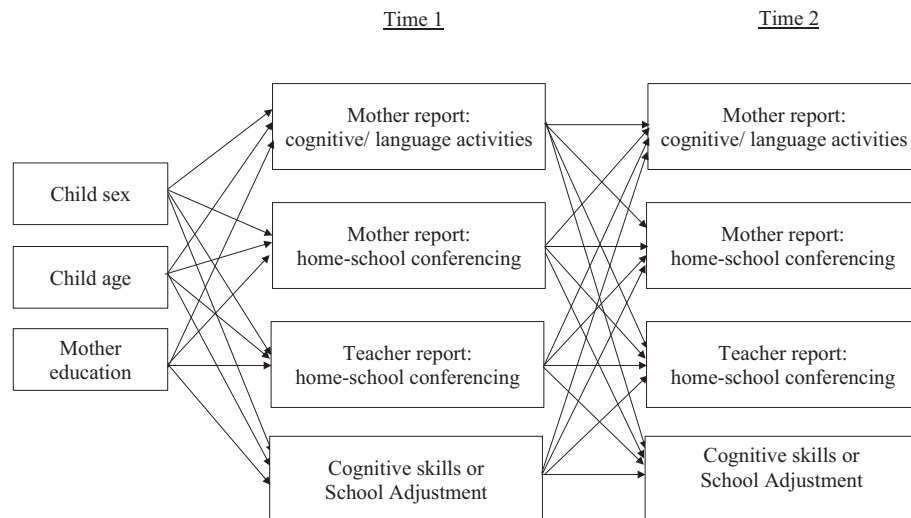 Time 1
Time 2
Mother report:
cognitive/ language activities
Mother report:
cognitive/ language activities
Child sex
Mother report:
home-school conferencing
Mother report:
home-school conferencing
Child age
Mother
education
Teacher report:
home-school conferencing
Teacher report:
home-school conferencing
Cognitive skills or
School Adjustment
Cognitive skills or
School Adjustment